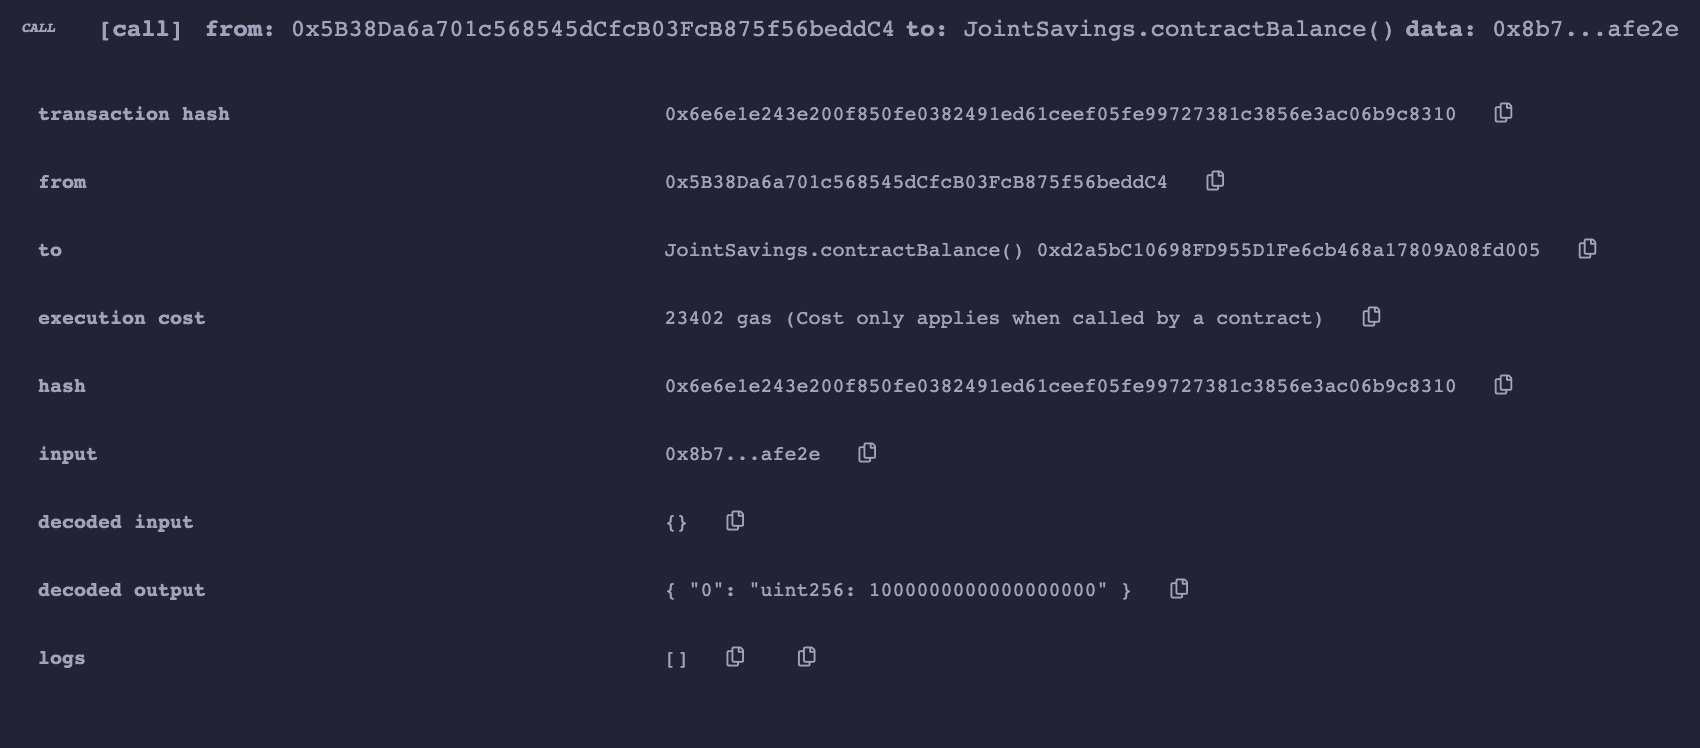 CALL [call] from: 0x5B38Da6a701c568545dCfcB03FcB875f56beddC4 to: JointSavings.contractBalance() data: 0x8b7...afe2e
transaction hash 0x6e6e1e243e200f850fe0382491ed61ceef05fe99727381c3856e3ac06b9c8310
from 0x5B38Da6a701c568545dCfcB03FcB875f56beddC4
to JointSavings.contractBalance() 0xd2a5bC10698FD955D1Fe6cb468a17809A08fd005
execution cost 23402 gas (Cost only applies when called by a contract)
hash 0x6e6e1e243e200f850fe0382491ed61ceef05fe99727381c3856e3ac06b9c8310
input 0x8b7...afe2e
decoded input {}
decoded output { "0": "uint256: 1000000000000000000" }
logs []